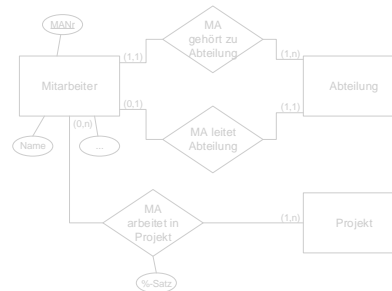 MANr
MA
gehört zu
Abteilung
(1,1)
(1,n)
Mitarbeiter
Abteilung
(0,1)
(1,1)
(0,n)
MA leitet
Abteilung
Name
...
MA
arbeitet in
Projekt
(1,n)
Projekt
%-Satz